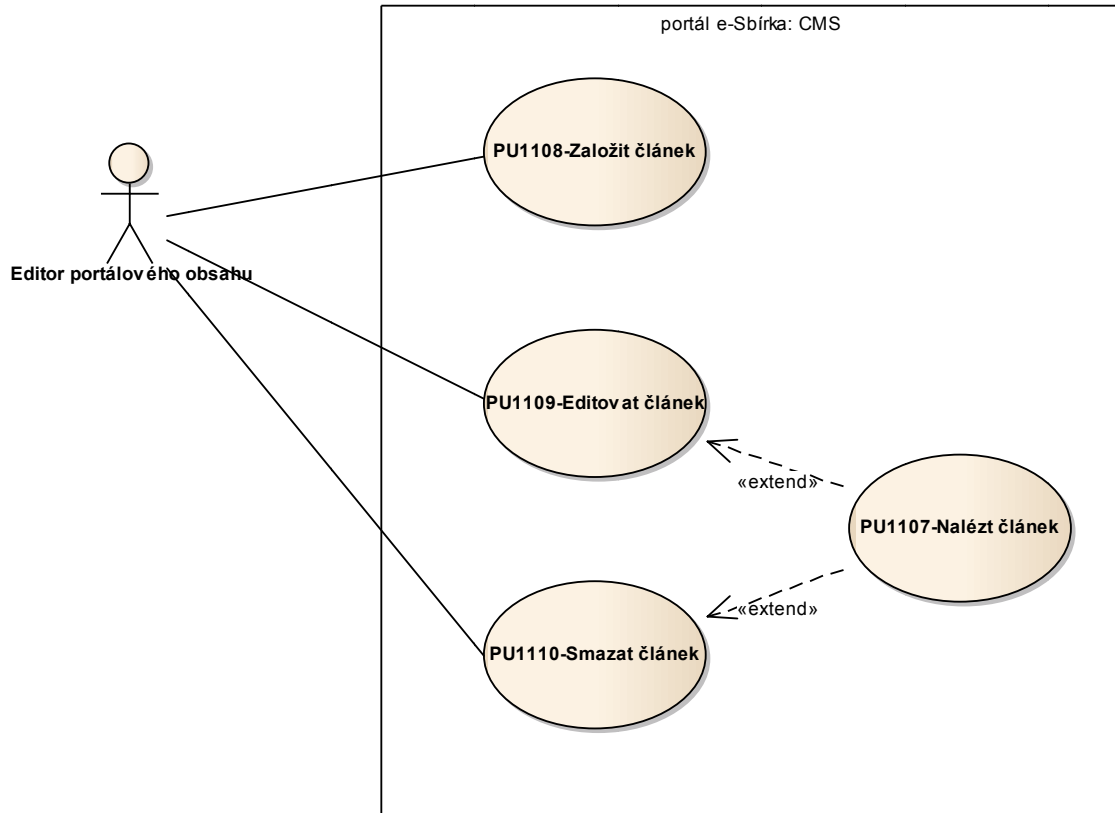 portál e-Sbírka: CMS
PU1108-Založit článek
Editor portálového obsahu
PU1109-Editovat článek
«extend»
PU1107-Nalézt článek
«extend»
PU1110-Smazat článek